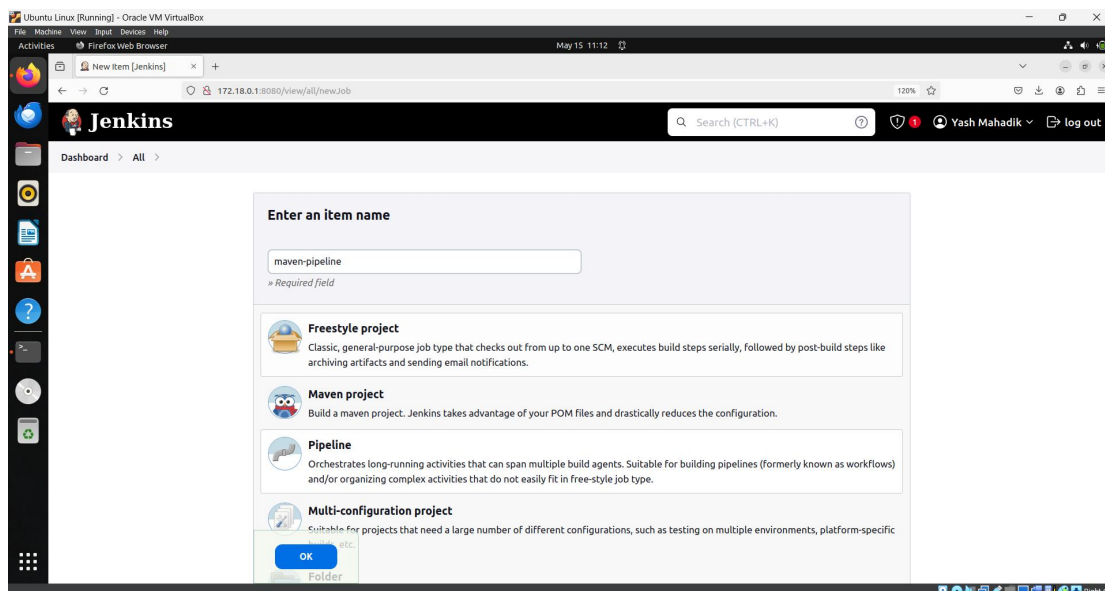 Ubuntu Linux [Running] - Oracle VM VirtualBox
File Machine View Input Devices Help
Activities Firefox Web Browser May 15 11:12
New Item [Jenkins]
172.18.0.1:8080/view/all/newJob 120%
Jenkins Search (CTRL+K) 1 Yash Mahadik log out
Dashboard > All >
Enter an item name
maven-pipeline
» Required field
Freestyle project
Classic, general-purpose job type that checks out from up to one SCM, executes build steps serially, followed by post-build steps like
archiving artifacts and sending email notifications.
Maven project
Build a maven project. Jenkins takes advantage of your POM files and drastically reduces the configuration.
Pipeline
Orchestrates long-running activities that can span multiple build agents. Suitable for building pipelines (formerly known as workflows)
and/or organizing complex activities that do not easily fit in free-style job type.
Multi-configuration project
Suitable for projects that need a large number of different configurations, such as testing on multiple environments, platform-specific
builds, etc.
OK
Folder